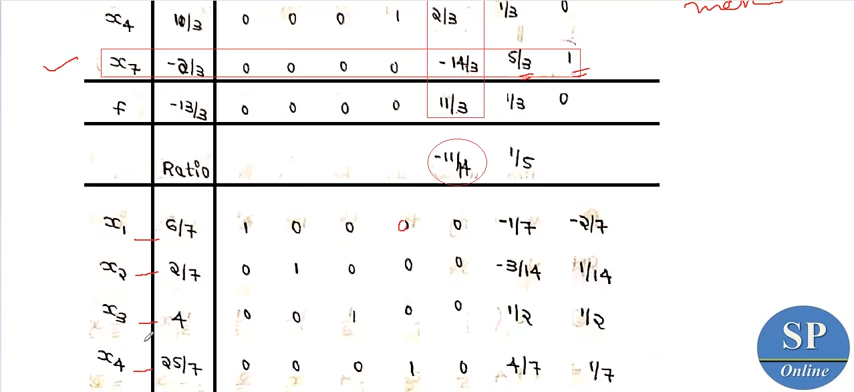 x4 10/3 0 0 0 1 2/3 1/3 0
x7 -2/3 0 0 0 0 -14/3 5/3 1
f -13/3 0 0 0 0 11/3 1/3 0
Ratio -11/14 1/5
x1 6/7 1 0 0 0 0 -1/7 -2/7
x2 2/7 0 1 0 0 0 -3/14 1/14
x3 4 0 0 1 0 0 1/2 1/2
x4 25/7 0 0 0 1 0 4/7 1/7
SP
Online